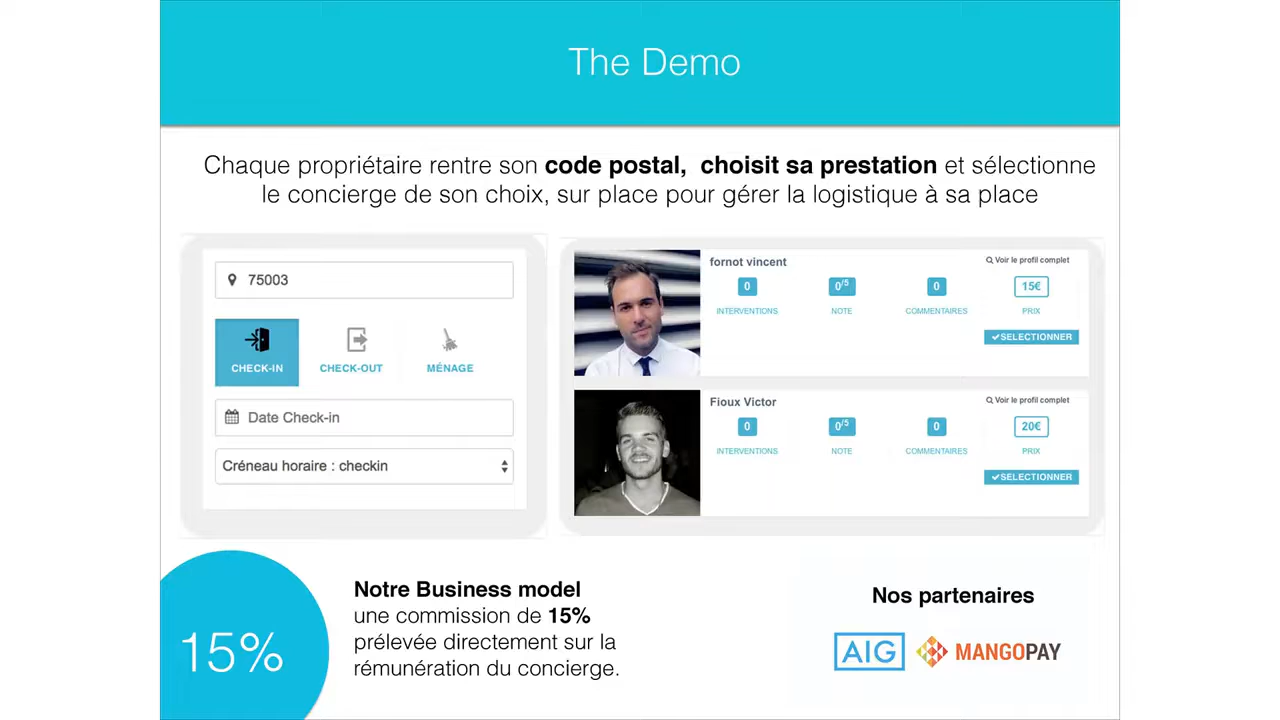 The Demo
Chaque propriétaire rentre son code postal, choisit sa prestation et sélectionne
le concierge de son choix, sur place pour gérer la logistique à sa place
75003
CHECK-IN
CHECK-OUT
MÉNAGE
Date Check-in
Créneau horaire : checkin
fornot vincent
Voir le profil complet
0
0/5
0
15€
INTERVENTIONS
NOTE
COMMENTAIRES
PRIX
SELECTIONNER
Fioux Victor
Voir le profil complet
0
0/5
0
20€
INTERVENTIONS
NOTE
COMMENTAIRES
PRIX
SELECTIONNER
15%
Notre Business model
une commission de 15%
prélevée directement sur la
rémunération du concierge.
Nos partenaires
AIG
MANGOPAY